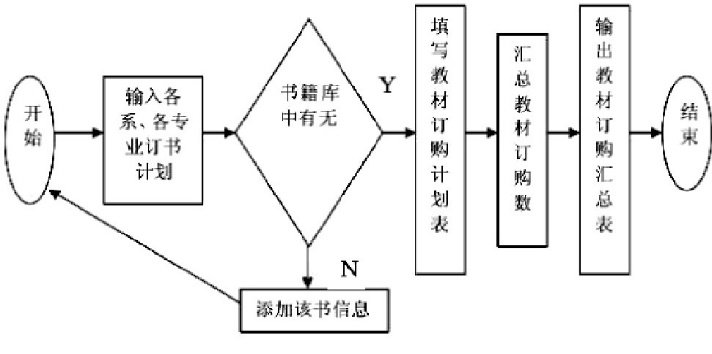 开始
输入各
系、各专
业订书
计划
书籍库
中有无
Y
填写教材订购计划表
汇总教材订购数
输出教材订购汇总表
结束
N
添加该书信息